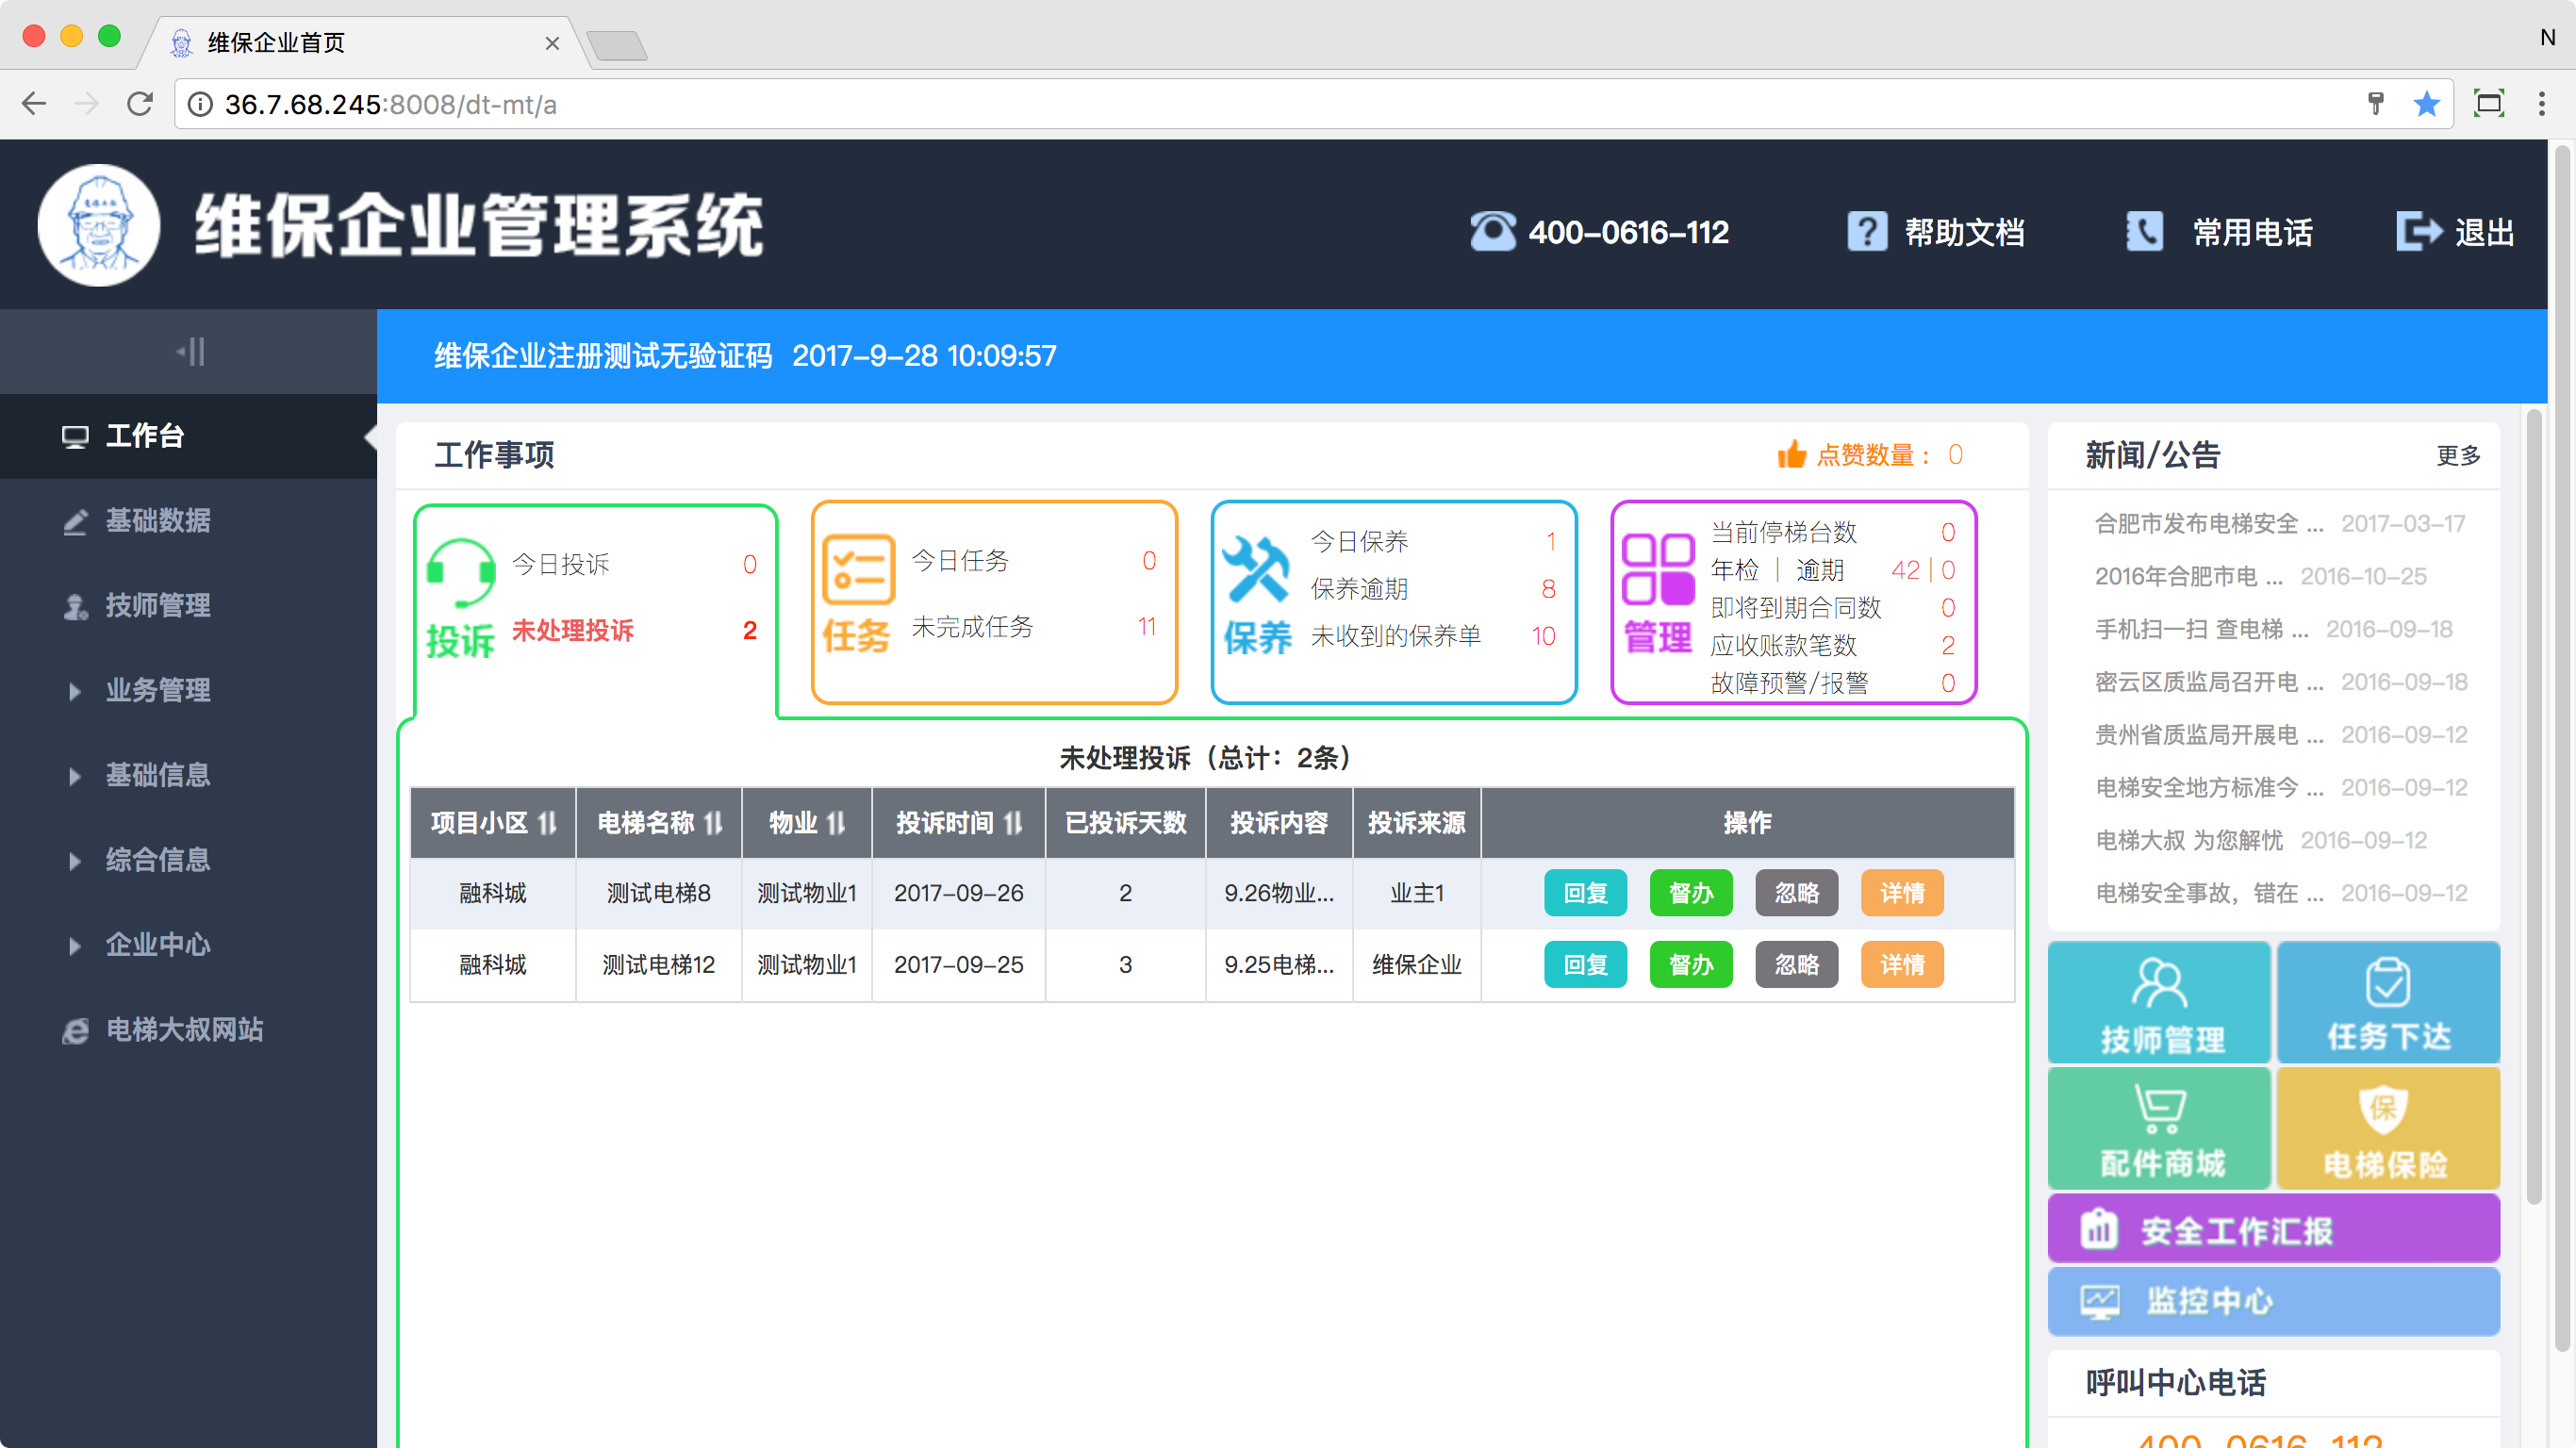 维保企业首页
N
36.7.68.245:8008/dt-mt/a
维保企业管理系统
400-0616-112
帮助文档
常用电话
退出
维保企业注册测试无验证码 2017-9-28 10:09:57
工作台
基础数据
技师管理
业务管理
基础信息
综合信息
企业中心
电梯大叔网站
工作事项
点赞数量： 0
投诉
今日投诉 0
未处理投诉 2
任务
今日任务 0
未完成任务 11
保养
今日保养 1
保养逾期 8
未收到的保养单 10
管理
当前停梯台数 0
年检 | 逾期 42 | 0
即将到期合同数 0
应收账款笔数 2
故障预警/报警 0
未处理投诉（总计：2条）
项目小区 电梯名称 物业 投诉时间 已投诉天数 投诉内容 投诉来源 操作
融科城 测试电梯8 测试物业1 2017-09-26 2 9.26物业... 业主1 回复 督办 忽略 详情
融科城 测试电梯12 测试物业1 2017-09-25 3 9.25电梯... 维保企业 回复 督办 忽略 详情
新闻/公告 更多
合肥市发布电梯安全 ... 2017-03-17
2016年合肥市电 ... 2016-10-25
手机扫一扫 查电梯 ... 2016-09-18
密云区质监局召开电 ... 2016-09-18
贵州省质监局开展电 ... 2016-09-12
电梯安全地方标准今 ... 2016-09-12
电梯大叔 为您解忧 2016-09-12
电梯安全事故，错在 ... 2016-09-12
技师管理
任务下达
配件商城
保
电梯保险
安全工作汇报
监控中心
呼叫中心电话
400-0616-112